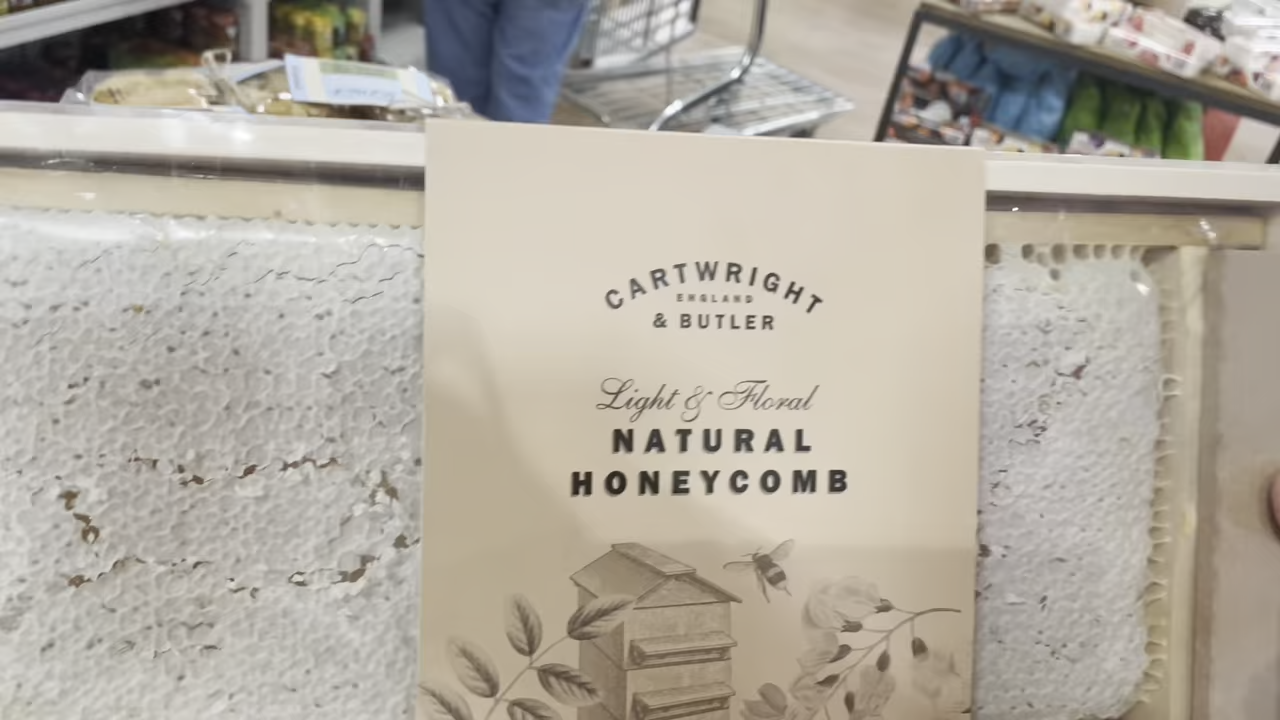 CARTWRIGHT
ENGLAND
& BUTLER
Light & Floral
NATURAL
HONEYCOMB